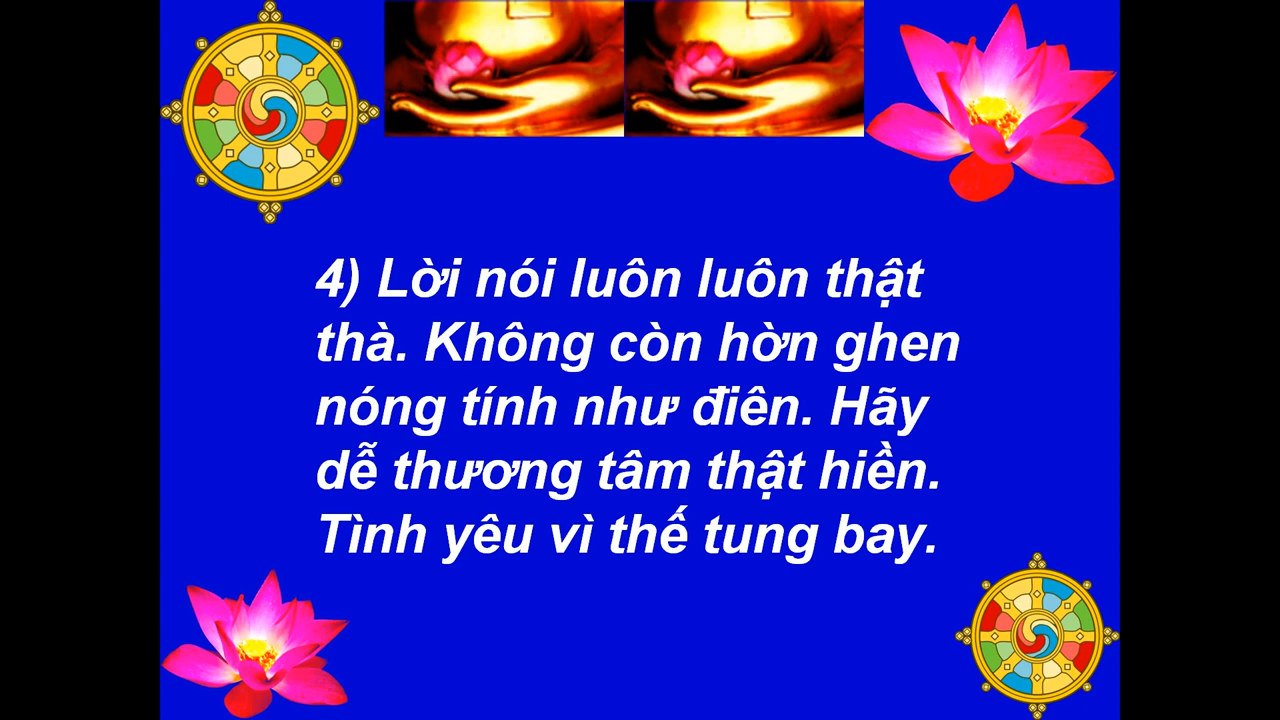 4) Lời nói luôn luôn thật
thà. Không còn hờn ghen
nóng tính như điên. Hãy
dễ thương tâm thật hiền.
Tình yêu vì thế tung bay.